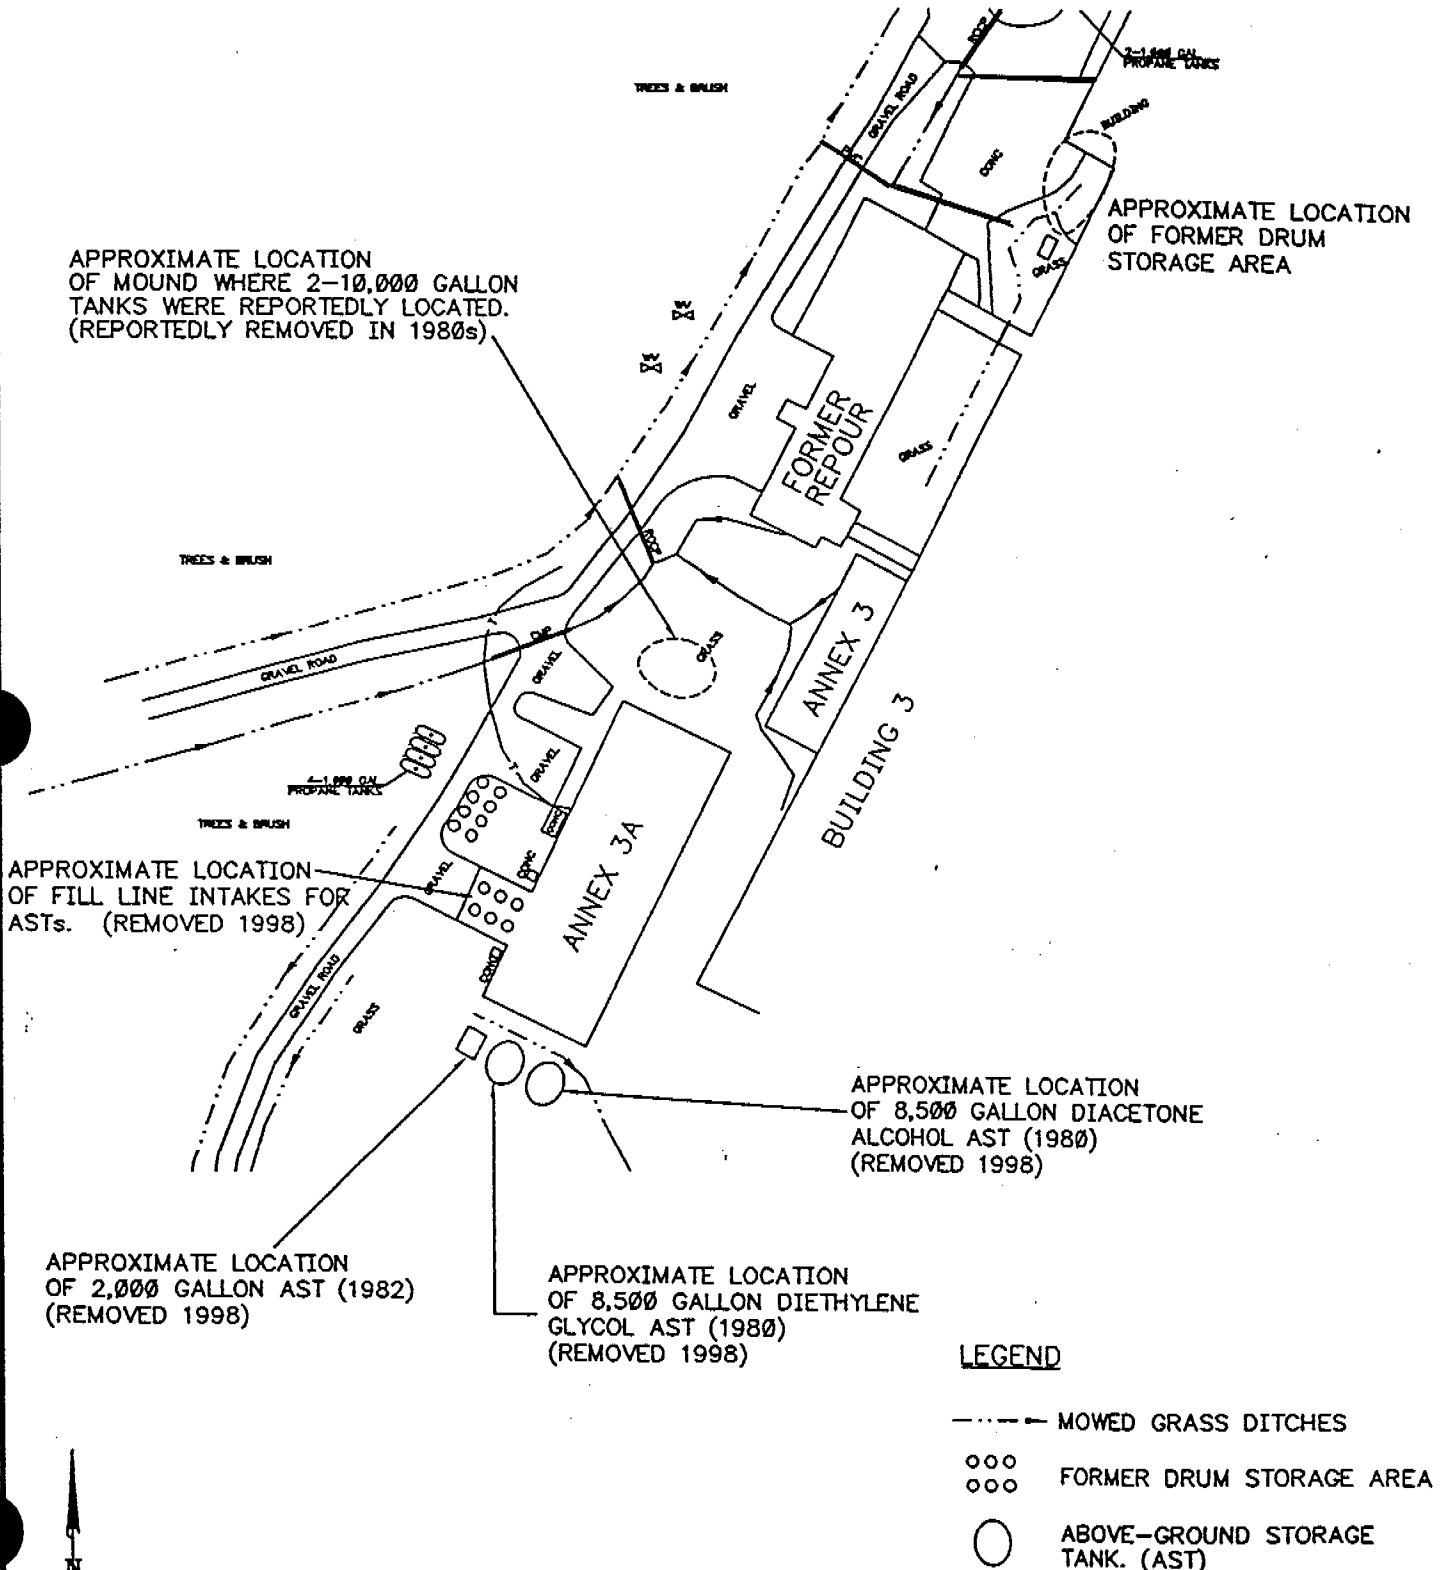 2-1,000 GAL
PROPANE TANKS
ROCP
TREES & BRUSH
GRAVEL ROAD
BUILDING
CONC
APPROXIMATE LOCATION
OF FORMER DRUM
STORAGE AREA
GRASS
APPROXIMATE LOCATION
OF MOUND WHERE 2-10,000 GALLON
TANKS WERE REPORTEDLY LOCATED.
(REPORTEDLY REMOVED IN 1980s)
GRAVEL
FORMER
REPOUR
GRASS
ROCP
TREES & BRUSH
ANNEX 3
CMP
GRASS
GRAVEL ROAD
GRAVEL
BUILDING 3
T
T
GRAVEL
4-1,000 GAL
PROPANE TANKS
TREES & BRUSH
CONC
CONC
ANNEX 3A
GRAVEL
APPROXIMATE LOCATION
OF FILL LINE INTAKES FOR
ASTs. (REMOVED 1998)
CONC
GRAVEL ROAD
GRASS
APPROXIMATE LOCATION
OF 8,500 GALLON DIACETONE
ALCOHOL AST (1980)
(REMOVED 1998)
APPROXIMATE LOCATION
OF 2,000 GALLON AST (1982)
(REMOVED 1998)
APPROXIMATE LOCATION
OF 8,500 GALLON DIETHYLENE
GLYCOL AST (1980)
(REMOVED 1998)
LEGEND
MOWED GRASS DITCHES
FORMER DRUM STORAGE AREA
ABOVE-GROUND STORAGE
TANK. (AST)
N